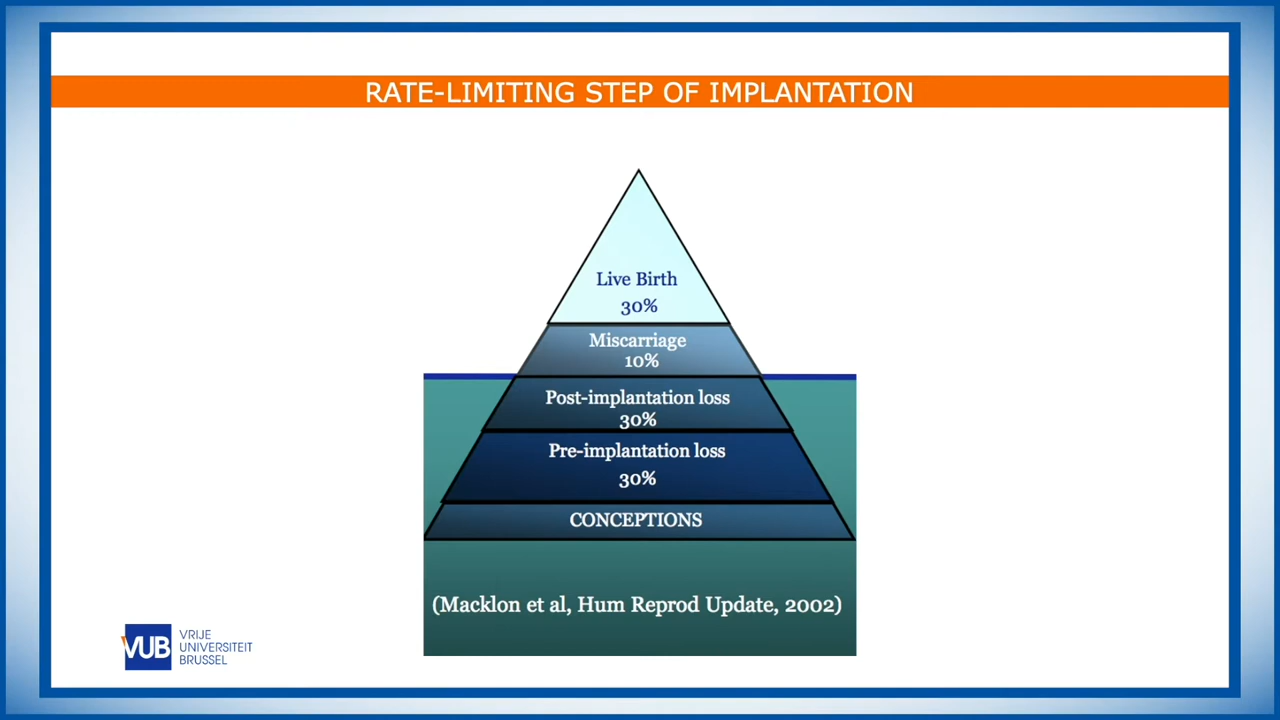 RATE-LIMITING STEP OF IMPLANTATION
Live Birth
30%
Miscarriage
10%
Post-implantation loss
30%
Pre-implantation loss
30%
CONCEPTIONS
(Macklon et al, Hum Reprod Update, 2002)
VUB
VRIJE
UNIVERSITEIT
BRUSSEL